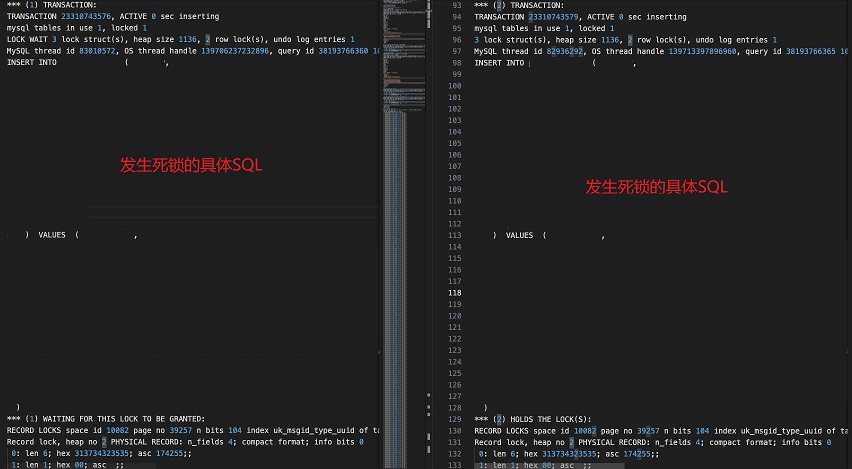 *** (1) TRANSACTION:
TRANSACTION 23310743576, ACTIVE 0 sec inserting
mysql tables in use 1, locked 1
LOCK WAIT 3 lock struct(s), heap size 1136, 2 row lock(s), undo log entries 1
MySQL thread id 83010572, OS thread handle 139706237232896, query id 38193766360 10
INSERT INTO ( ,
发生死锁的具体SQL
) VALUES ( ,
)
*** (1) WAITING FOR THIS LOCK TO BE GRANTED:
RECORD LOCKS space id 10082 page no 39257 n bits 104 index uk_msgid_type_uuid of ta
Record lock, heap no 2 PHYSICAL RECORD: n_fields 4; compact format; info bits 0
0: len 6; hex 313734323535; asc 174255;;
1: len 1; hex 00; asc ;;
93 *** (2) TRANSACTION:
94 TRANSACTION 23310743579, ACTIVE 0 sec inserting
95 mysql tables in use 1, locked 1
96 3 lock struct(s), heap size 1136, 2 row lock(s), undo log entries 1
97 MySQL thread id 82936292, OS thread handle 139713397896960, query id 38193766365 10
98 INSERT INTO ( ,
99
100
101
102
103
104
105
106
107
108
发生死锁的具体SQL
109
110
111
112
113 ) VALUES ( ,
114
115
116
117
118
119
120
121
122
123
124
125
126
127
128 )
129 *** (2) HOLDS THE LOCK(S):
130 RECORD LOCKS space id 10082 page no 39257 n bits 104 index uk_msgid_type_uuid of ta
131 Record lock, heap no 2 PHYSICAL RECORD: n_fields 4; compact format; info bits 0
132 0: len 6; hex 313734323535; asc 174255;;
133 1: len 1; hex 00; asc ;;